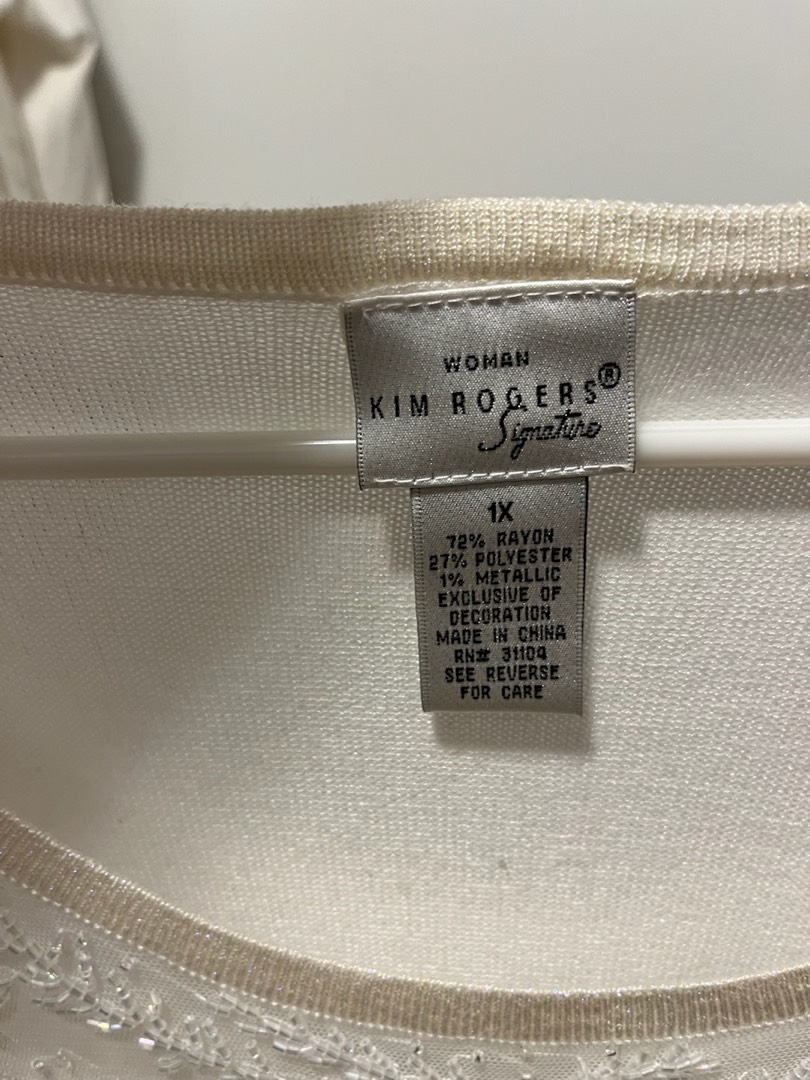 WOMAN
KIM ROGERS®
Signature
1X
72% RAYON
27% POLYESTER
1% METALLIC
EXCLUSIVE OF
DECORATION
MADE IN CHINA
RN# 31104
SEE REVERSE
FOR CARE